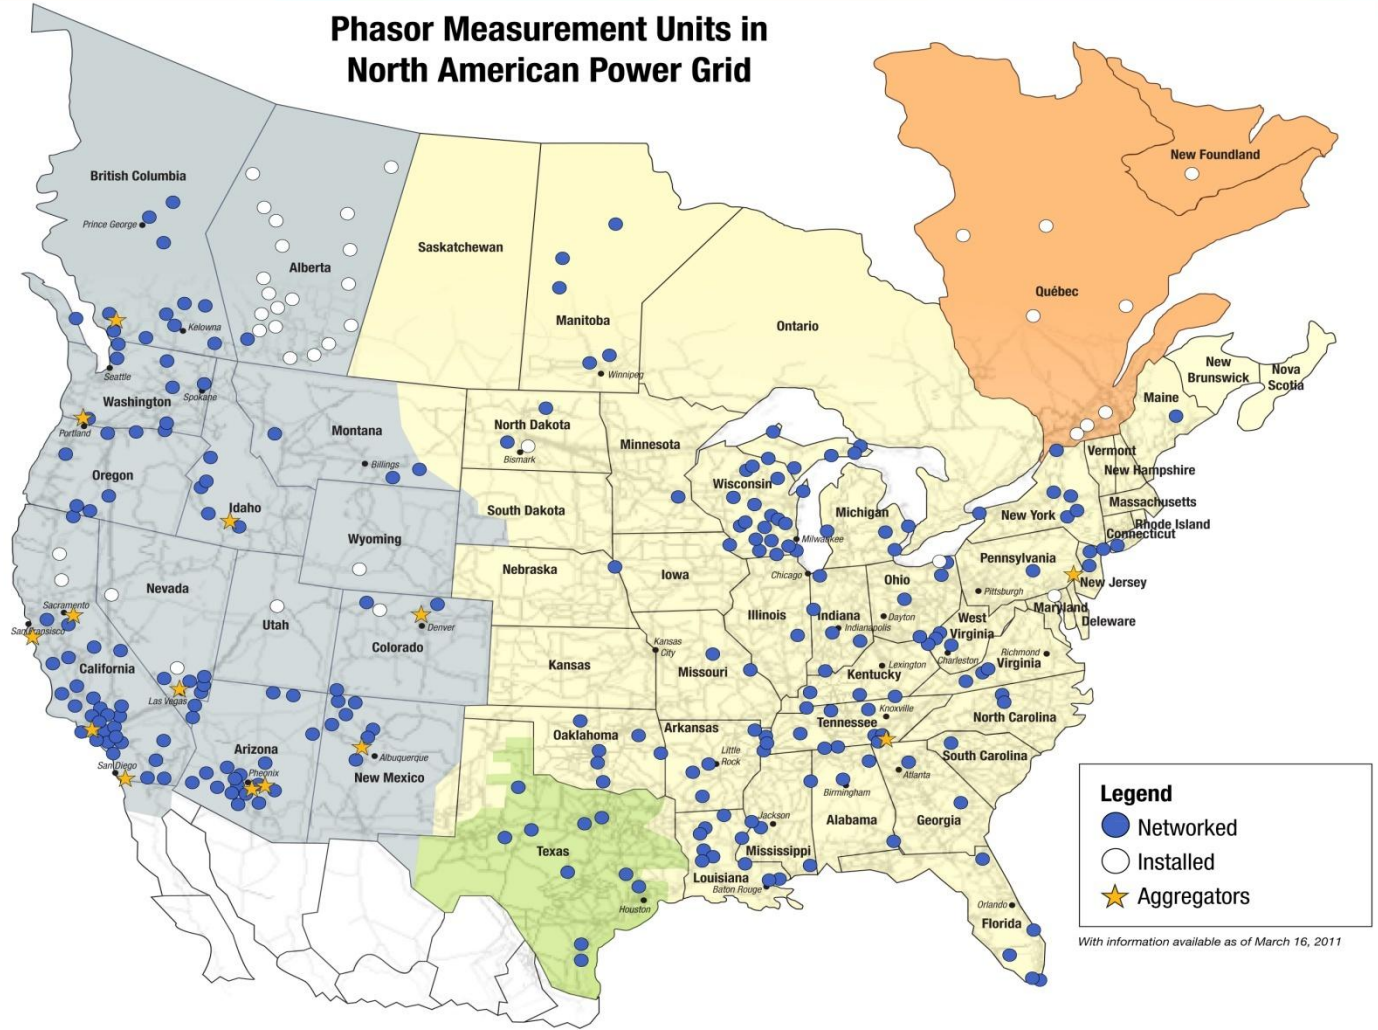 Phasor Measurement Units in
North American Power Grid
British Columbia
Prince George
Alberta
Saskatchewan
Manitoba
Winnipeg
Ontario
New Foundland
Québec
New
Brunswick
Nova
Scotia
Maine
Kelowna
Seattle
Washington
Spokane
Portland
Oregon
Montana
Billings
Idaho
Wyoming
North Dakota
Bismark
South Dakota
Minnesota
Wisconsin
Milwaukee
Michigan
Vermont
New Hampshire
Massachusetts
Rhode Island
Connecticut
New York
Pennsylvania
New Jersey
Pittsburgh
Maryland
Deleware
Nevada
Utah
Sacramento
San Fransisco
California
Las Vegas
Colorado
Denver
Nebraska
Iowa
Chicago
Illinois
Indiana
Indianapolis
Ohio
Dayton
West
Virginia
Charleston
Richmond
Virginia
Kansas
Kansas
City
Missouri
Lexington
Kentucky
Knoxville
Tennessee
North Carolina
South Carolina
San Diego
Arizona
Pheonix
Albuquerque
New Mexico
Oaklahoma
Arkansas
Little
Rock
Atlanta
Birmingham
Alabama
Georgia
Jackson
Mississippi
Texas
Houston
Louisiana
Baton Rouge
Orlando
Florida
Legend
Networked
Installed
Aggregators
With information available as of March 16, 2011